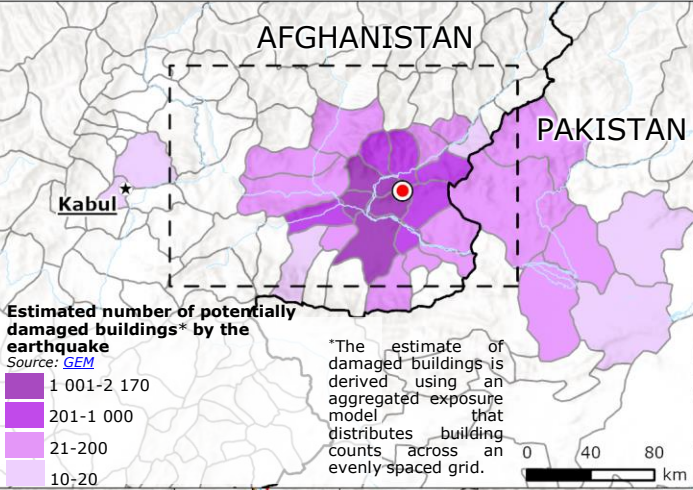 AFGHANISTAN
PAKISTAN
Kabul
Estimated number of potentially
damaged buildings* by the
earthquake
Source: GEM
1 001-2 170
201-1 000
21-200
10-20
*The estimate of
damaged buildings is
derived using an
aggregated exposure
model that
distributes building
counts across an
evenly spaced grid.
0 40 80
km